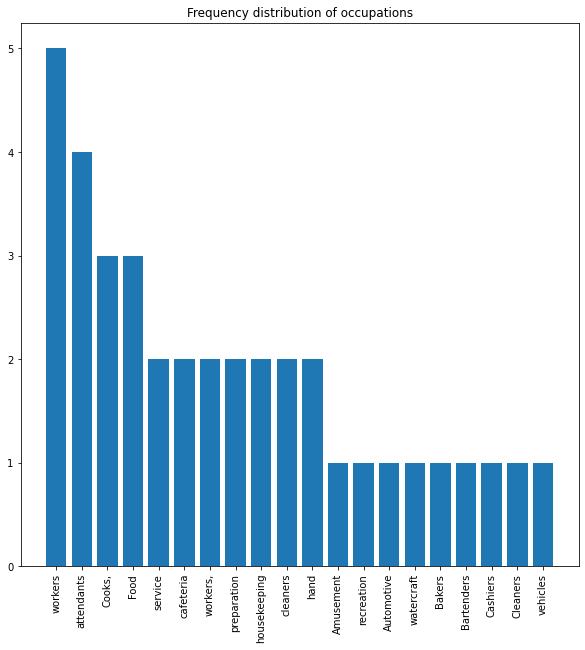 Frequency distribution of occupations
5
4
3
2
1
0
workers
attendants
Cooks,
Food
service
cafeteria
workers,
preparation
housekeeping
cleaners
hand
Amusement
recreation
Automotive
watercraft
Bakers
Bartenders
Cashiers
Cleaners
vehicles